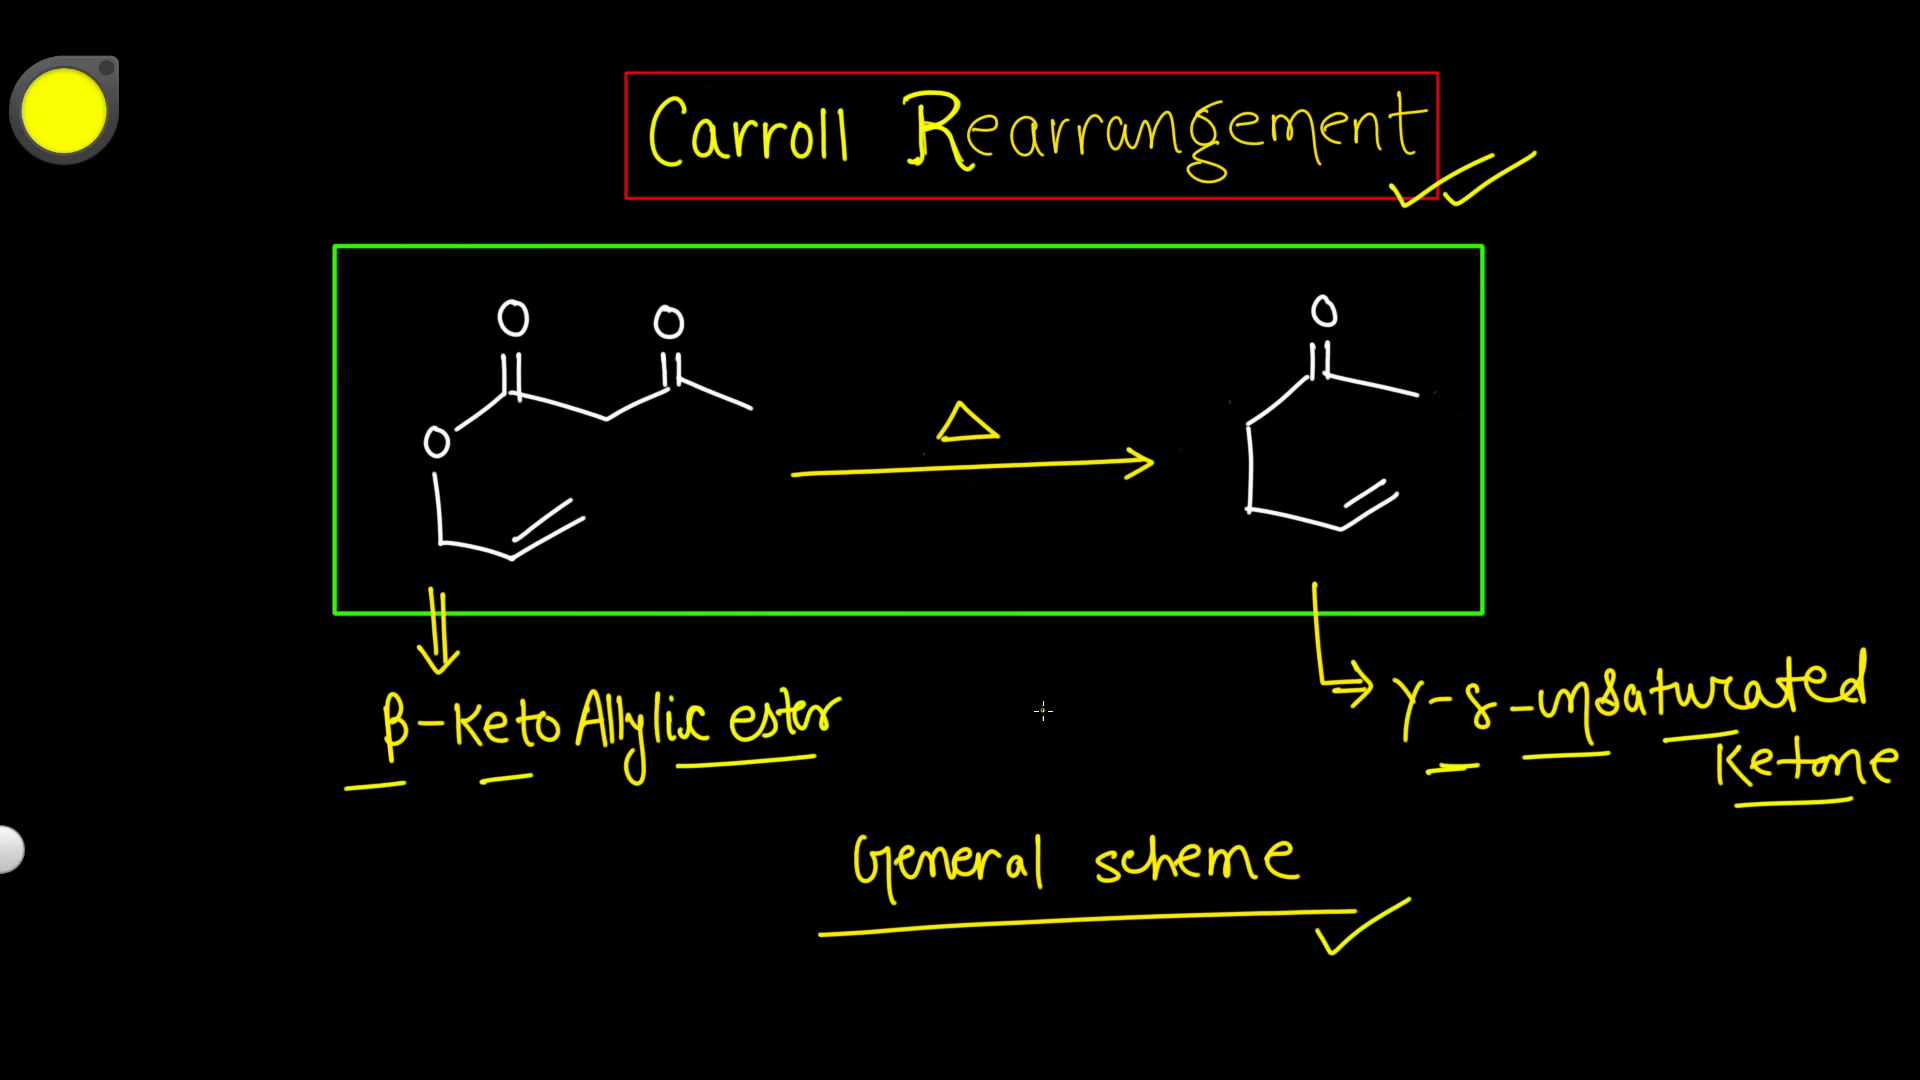 Carroll Rearrangement
O O O
Δ
O
β-Keto Allylic ester
γ-δ-unsaturated
Ketone
General scheme